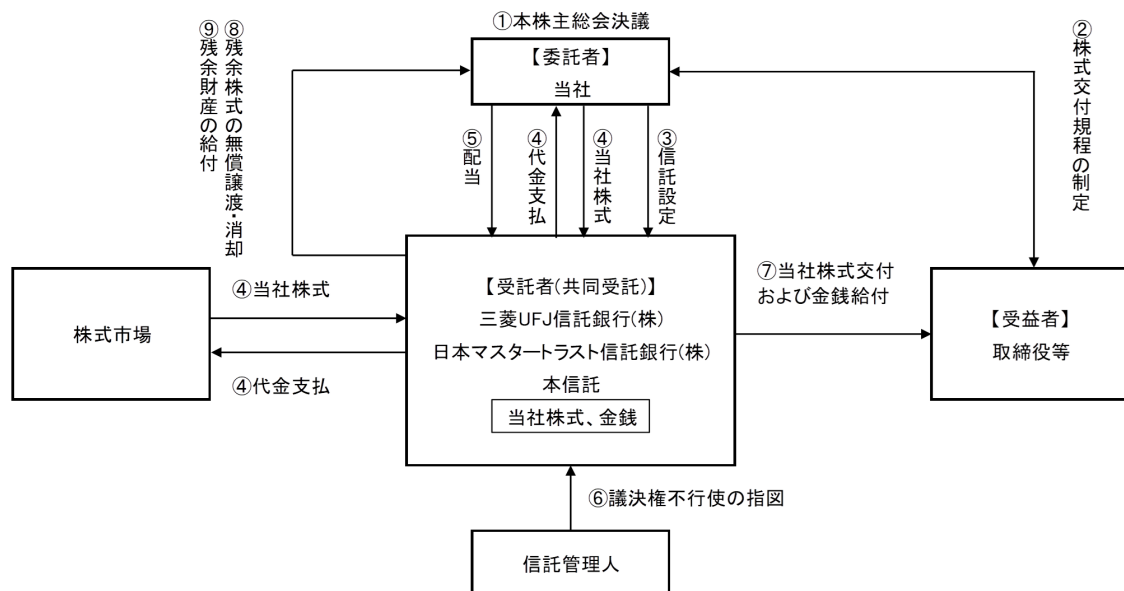 ①本株主総会決議
【委託者】
当社
⑨残余財産の給付
⑧残余株式の無償譲渡・消却
②株式交付規程の制定
⑤配当
④代金支払
④当社株式
③信託設定
【受託者(共同受託)】
三菱UFJ信託銀行(株)
日本マスタートラスト信託銀行(株)
本信託
当社株式、金銭
株式市場
④当社株式
④代金支払
⑦当社株式交付
および金銭給付
【受益者】
取締役等
⑥議決権不行使の指図
信託管理人